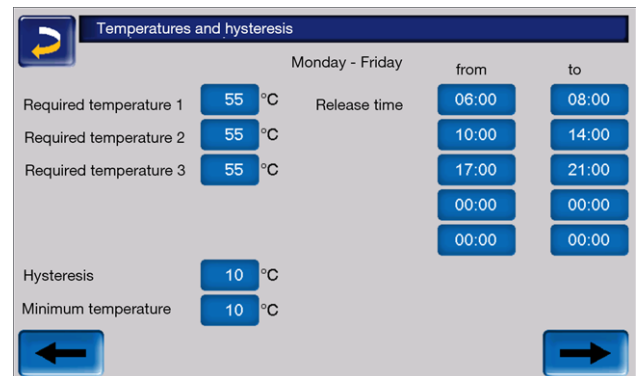 Temperatures and hysteresis
Monday - Friday from to
Required temperature 1 55 °C Release time 06:00 08:00
Required temperature 2 55 °C 10:00 14:00
Required temperature 3 55 °C 17:00 21:00
00:00 00:00
00:00 00:00
Hysteresis 10 °C
Minimum temperature 10 °C